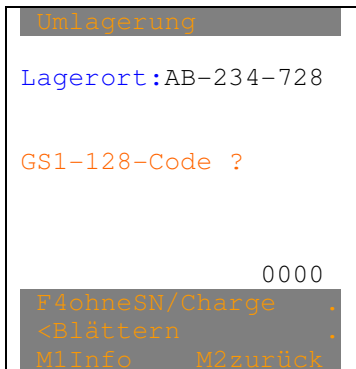 Umlagerung
Lagerort:AB-234-728
GS1-128-Code ?
0000
F4ohneSN/Charge .
<Blättern .
M1Info M2zurück